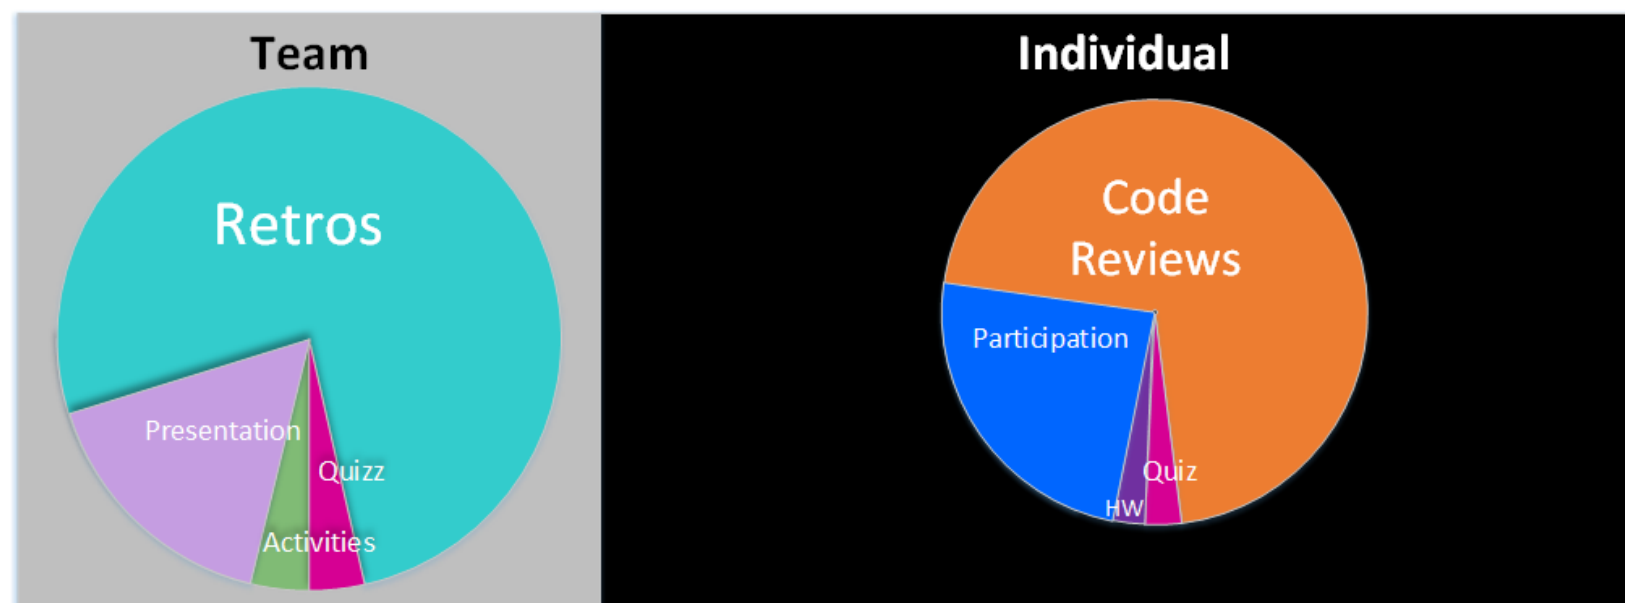 Team
Retros
Presentation
Quizz
Activities
Individual
Code
Reviews
Participation
Quiz
HW